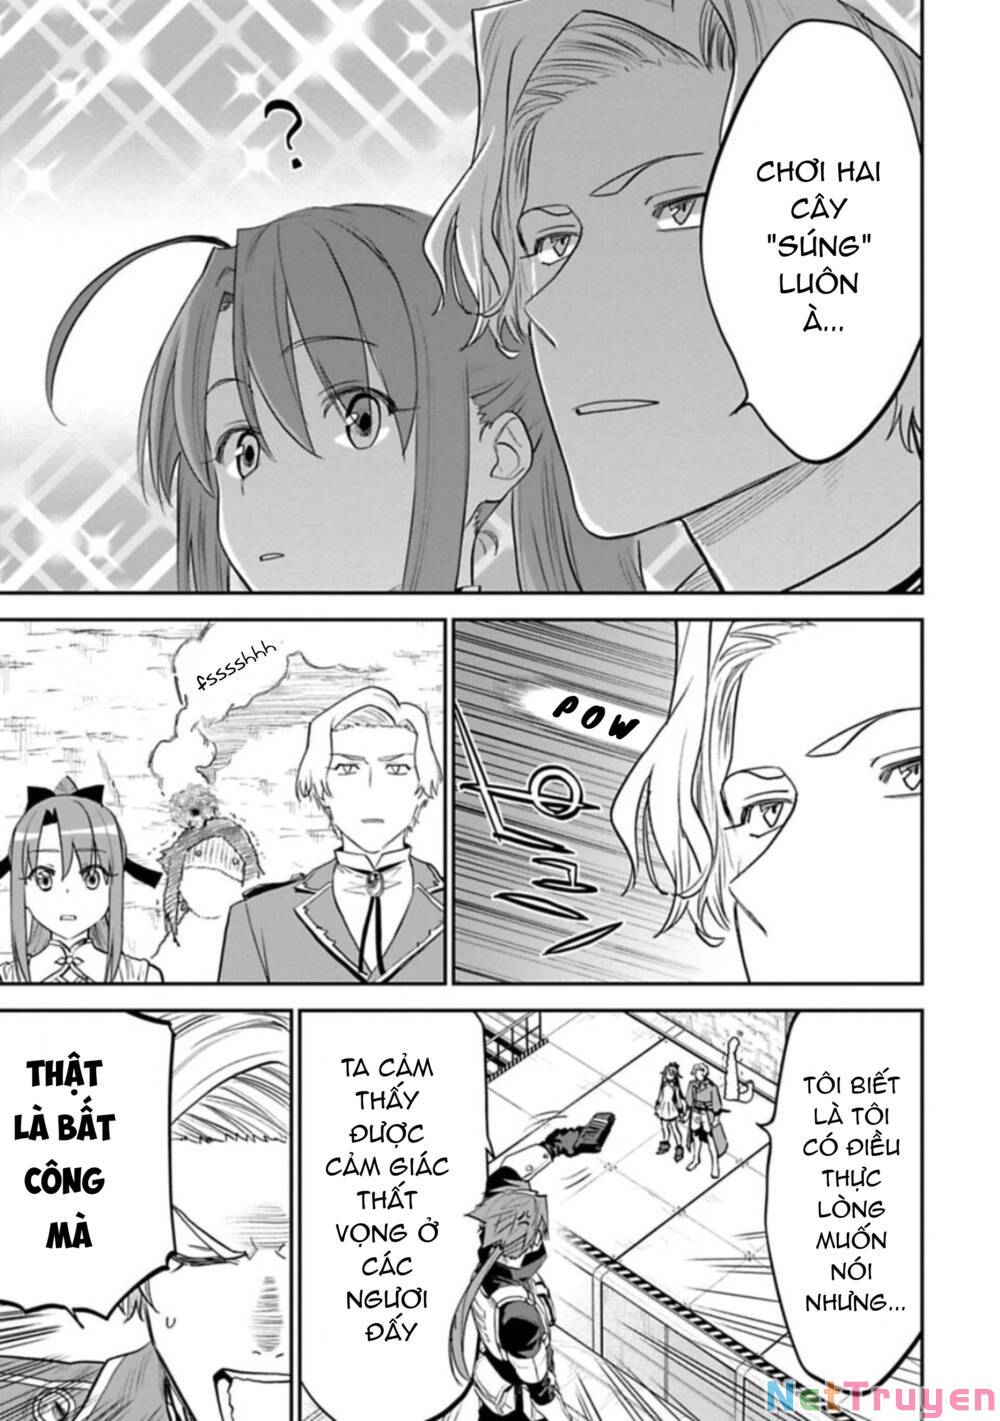 ?
CHƠI HAI
CÂY
"SÚNG"
LUÔN
À...
POW
fsssshhh
TÔI BIẾT
LÀ TÔI
CÓ ĐIỀU
THỰC
LÒNG
MUỐN
NÓI
NHƯNG...
TA CẢM
THẤY
ĐƯỢC
CẢM GIÁC
THẤT
VỌNG Ở
CÁC
NGƯƠI
ĐẤY
THẬT
LÀ BẤT
CÔNG
MÀ
NetTruyen